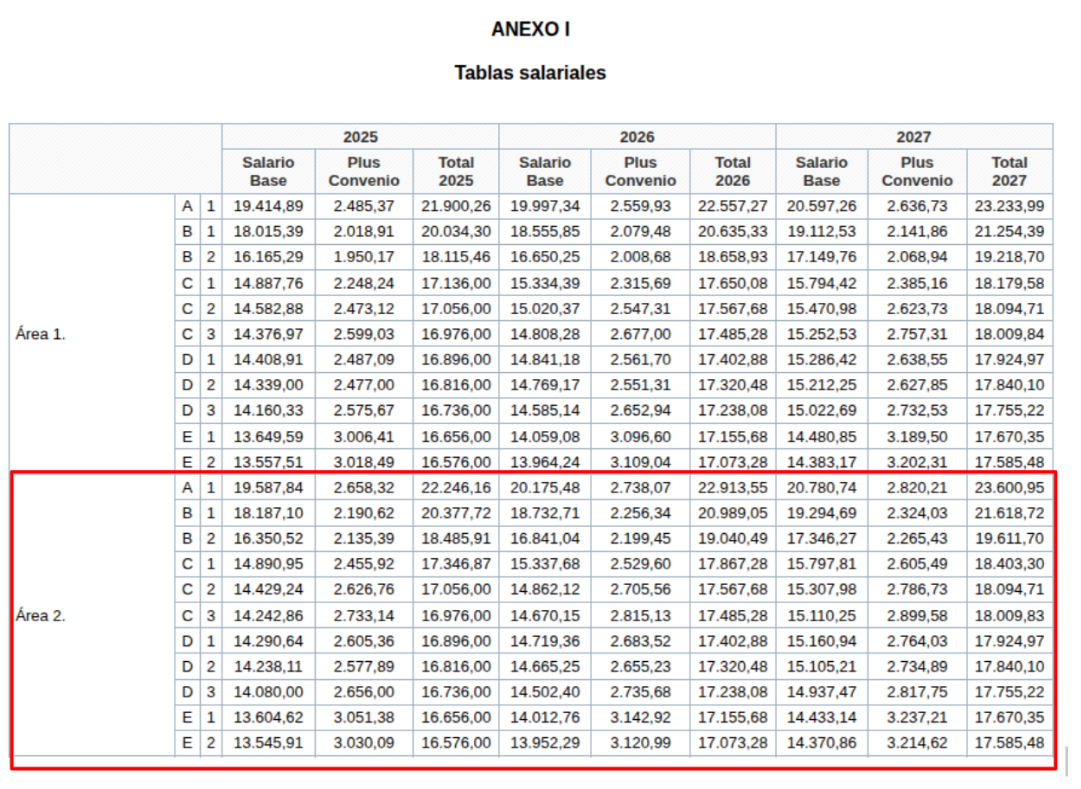 ANEXO I
Tablas salariales
2025 2026 2027
Salario Base Plus Convenio Total 2025 Salario Base Plus Convenio Total 2026 Salario Base Plus Convenio Total 2027
Área 1.
A 1 19.414,89 2.485,37 21.900,26 19.997,34 2.559,93 22.557,27 20.597,26 2.636,73 23.233,99
B 1 18.015,39 2.018,91 20.034,30 18.555,85 2.079,48 20.635,33 19.112,53 2.141,86 21.254,39
B 2 16.165,29 1.950,17 18.115,46 16.650,25 2.008,68 18.658,93 17.149,76 2.068,94 19.218,70
C 1 14.887,76 2.248,24 17.136,00 15.334,39 2.315,69 17.650,08 15.794,42 2.385,16 18.179,58
C 2 14.582,88 2.473,12 17.056,00 15.020,37 2.547,31 17.567,68 15.470,98 2.623,73 18.094,71
C 3 14.376,97 2.599,03 16.976,00 14.808,28 2.677,00 17.485,28 15.252,53 2.757,31 18.009,84
D 1 14.408,91 2.487,09 16.896,00 14.841,18 2.561,70 17.402,88 15.286,42 2.638,55 17.924,97
D 2 14.339,00 2.477,00 16.816,00 14.769,17 2.551,31 17.320,48 15.212,25 2.627,85 17.840,10
D 3 14.160,33 2.575,67 16.736,00 14.585,14 2.652,94 17.238,08 15.022,69 2.732,53 17.755,22
E 1 13.649,59 3.006,41 16.656,00 14.059,08 3.096,60 17.155,68 14.480,85 3.189,50 17.670,35
E 2 13.557,51 3.018,49 16.576,00 13.964,24 3.109,04 17.073,28 14.383,17 3.202,31 17.585,48
Área 2.
A 1 19.587,84 2.658,32 22.246,16 20.175,48 2.738,07 22.913,55 20.780,74 2.820,21 23.600,95
B 1 18.187,10 2.190,62 20.377,72 18.732,71 2.256,34 20.989,05 19.294,69 2.324,03 21.618,72
B 2 16.350,52 2.135,39 18.485,91 16.841,04 2.199,45 19.040,49 17.346,27 2.265,43 19.611,70
C 1 14.890,95 2.455,92 17.346,87 15.337,68 2.529,60 17.867,28 15.797,81 2.605,49 18.403,30
C 2 14.429,24 2.626,76 17.056,00 14.862,12 2.705,56 17.567,68 15.307,98 2.786,73 18.094,71
C 3 14.242,86 2.733,14 16.976,00 14.670,15 2.815,13 17.485,28 15.110,25 2.899,58 18.009,83
D 1 14.290,64 2.605,36 16.896,00 14.719,36 2.683,52 17.402,88 15.160,94 2.764,03 17.924,97
D 2 14.238,11 2.577,89 16.816,00 14.665,25 2.655,23 17.320,48 15.105,21 2.734,89 17.840,10
D 3 14.080,00 2.656,00 16.736,00 14.502,40 2.735,68 17.238,08 14.937,47 2.817,75 17.755,22
E 1 13.604,62 3.051,38 16.656,00 14.012,76 3.142,92 17.155,68 14.433,14 3.237,21 17.670,35
E 2 13.545,91 3.030,09 16.576,00 13.952,29 3.120,99 17.073,28 14.370,86 3.214,62 17.585,48